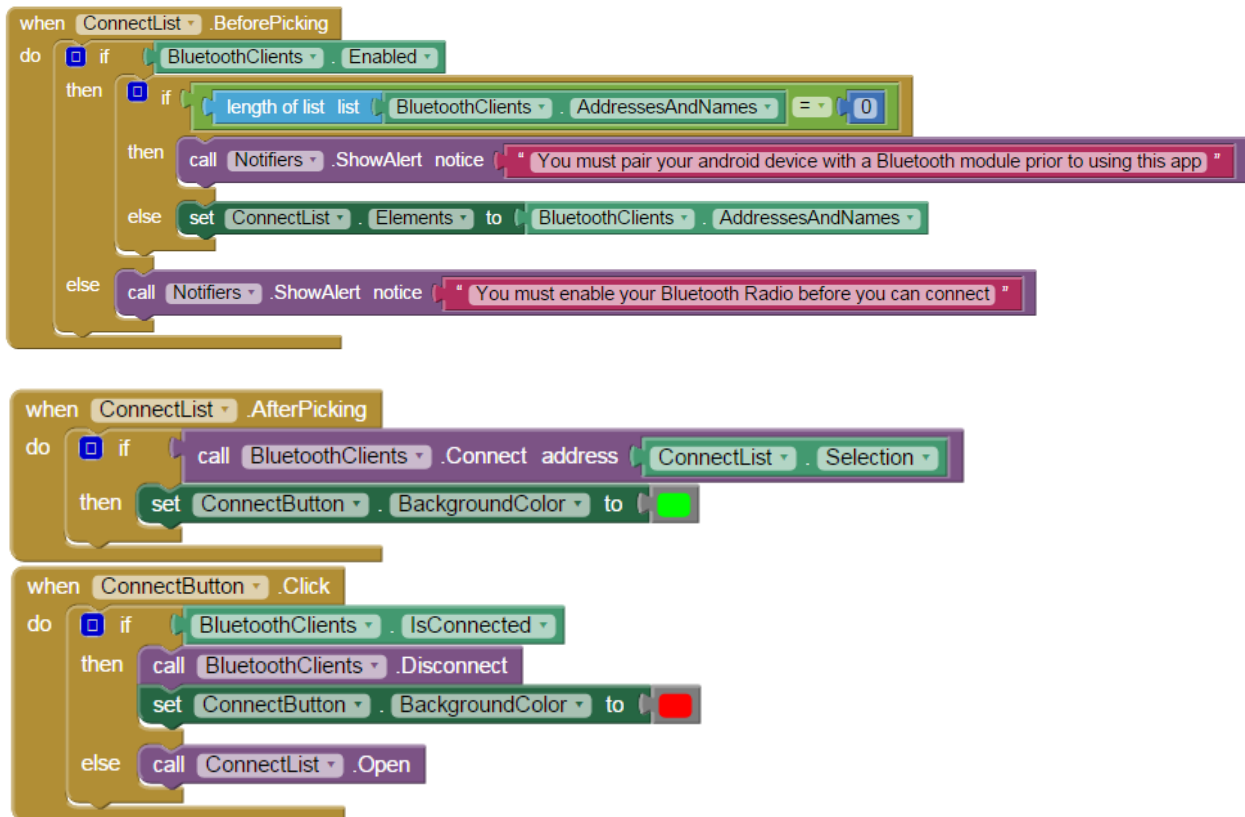 when ConnectList .BeforePicking
do if BluetoothClients . Enabled
then if length of list list BluetoothClients . AddressesAndNames = 0
then call Notifiers .ShowAlert notice " You must pair your android device with a Bluetooth module prior to using this app "
else set ConnectList . Elements to BluetoothClients . AddressesAndNames
else call Notifiers .ShowAlert notice " You must enable your Bluetooth Radio before you can connect "
when ConnectList .AfterPicking
do if call BluetoothClients .Connect address ConnectList . Selection
then set ConnectButton . BackgroundColor to
when ConnectButton .Click
do if BluetoothClients . IsConnected
then call BluetoothClients .Disconnect
set ConnectButton . BackgroundColor to
else call ConnectList .Open